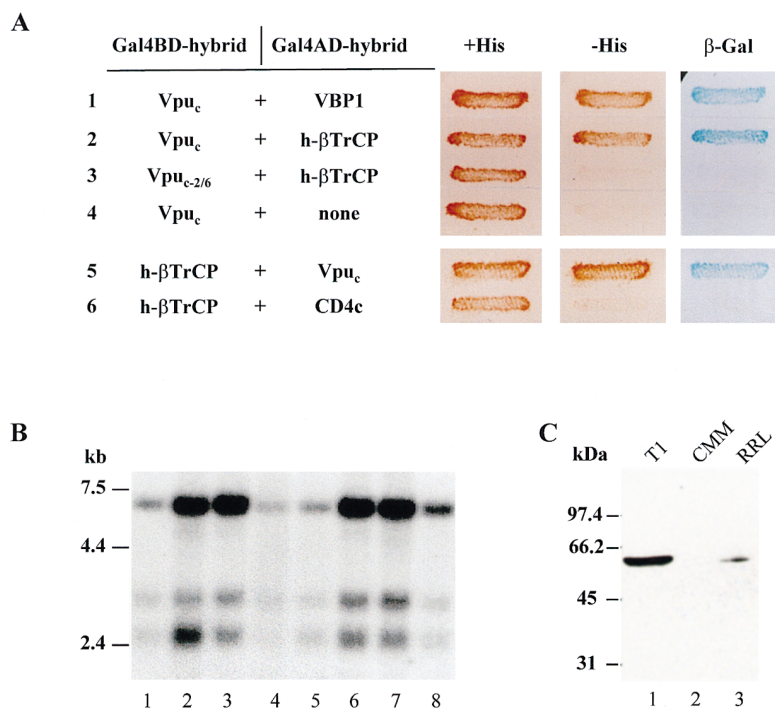 A
Gal4BD-hybrid Gal4AD-hybrid +His -His β-Gal
1 Vpuc + VBP1
2 Vpuc + h-βTrCP
3 Vpuc-2/6 + h-βTrCP
4 Vpuc + none
5 h-βTrCP + Vpuc
6 h-βTrCP + CD4c
B
kb
7.5
4.4
2.4
1 2 3 4 5 6 7 8
C
kDa T1 CMM RRL
97.4
66.2
45
31
1 2 3